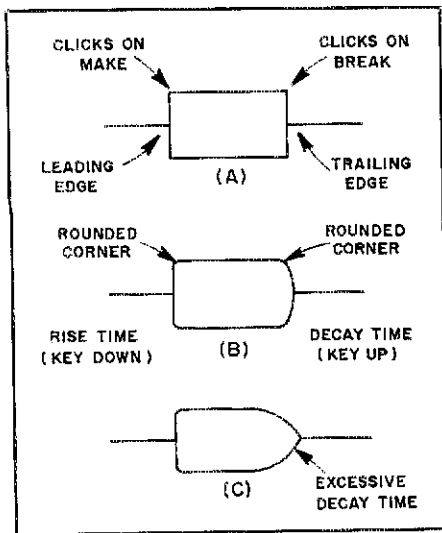 CLICKS ON
MAKE
CLICKS ON
BREAK
LEADING
EDGE
(A)
TRAILING
EDGE
ROUNDED
CORNER
ROUNDED
CORNER
RISE TIME
(KEY DOWN)
(B)
DECAY TIME
(KEY UP)
(C)
EXCESSIVE
DECAY TIME